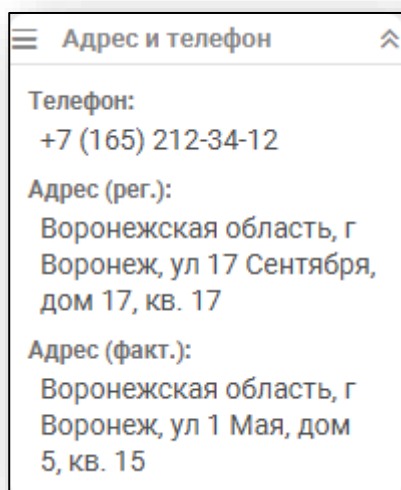 Адрес и телефон
Телефон:
+7 (165) 212-34-12
Адрес (рег.):
Воронежская область, г
Воронеж, ул 17 Сентября,
дом 17, кв. 17
Адрес (факт.):
Воронежская область, г
Воронеж, ул 1 Мая, дом
5, кв. 15